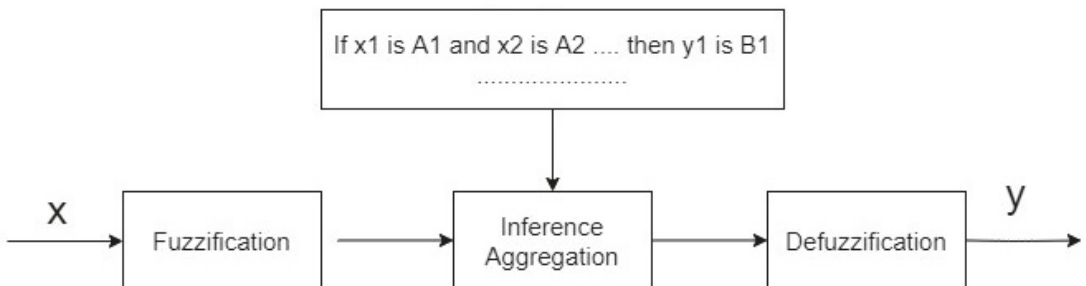 If x1 is A1 and x2 is A2 .... then y1 is B1
......................
x
Fuzzification
Inference
Aggregation
Defuzzification
y